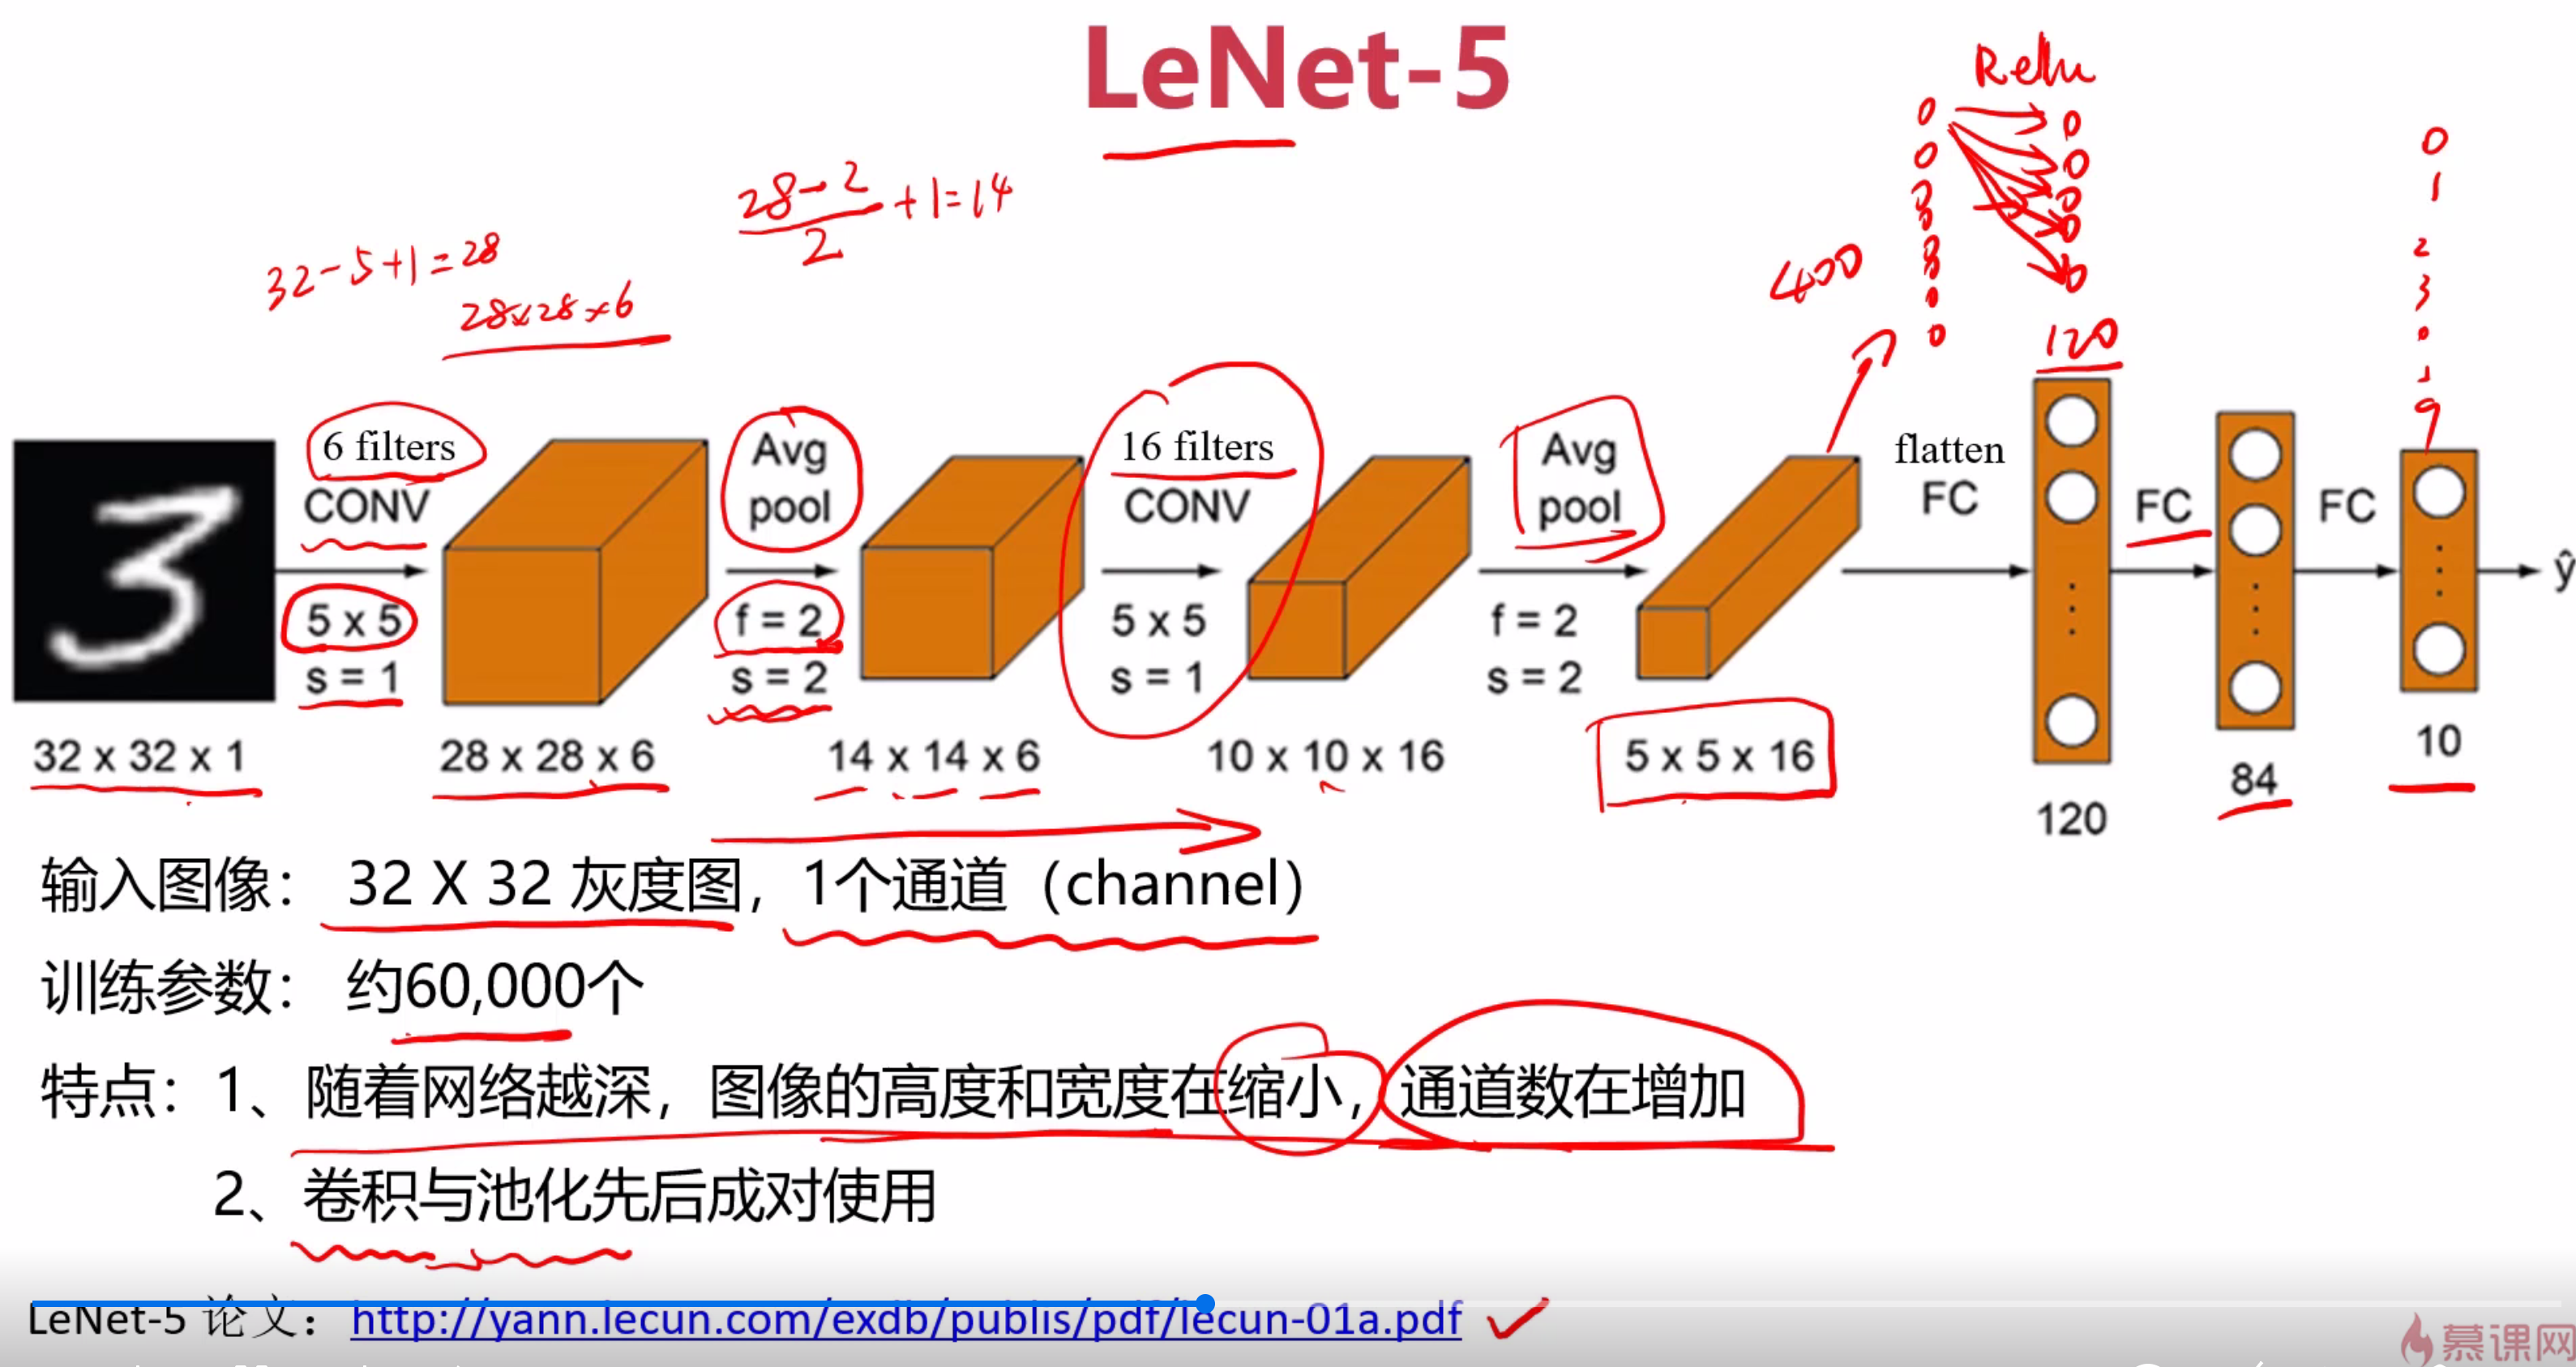 LeNet-5
Relu
0
1
2
3
9
28-2
2
+1=14
32-5+1=28
28x28x6
400
120
6 filters
CONV
5 x 5
s = 1
Avg
pool
f = 2
s = 2
16 filters
CONV
5 x 5
s = 1
Avg
pool
f = 2
s = 2
flatten
FC
FC
FC
ŷ
32 x 32 x 1
28 x 28 x 6
14 x 14 x 6
10 x 10 x 16
5 x 5 x 16
120
84
10
输入图像： 32 X 32 灰度图，1个通道（channel）
训练参数： 约60,000个
特点：1、随着网络越深，图像的高度和宽度在缩小，通道数在增加
2、卷积与池化先后成对使用
LeNet-5 论文：http://yann.lecun.com/exdb/publis/pdf/lecun-01a.pdf
慕课网